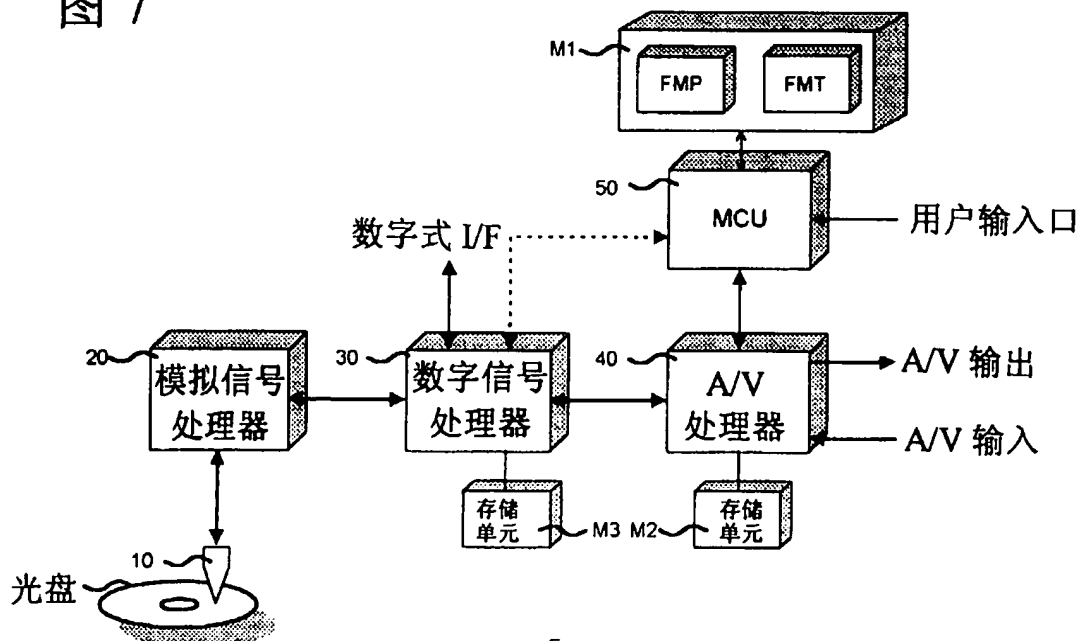 图 7
M1
FMP
FMT
50
MCU
用户输入口
数字式 I/F
20
模拟信号
处理器
30
数字信号
处理器
40
A/V
处理器
A/V 输出
A/V 输入
存储
单元
M3
M2
存储
单元
10
光盘